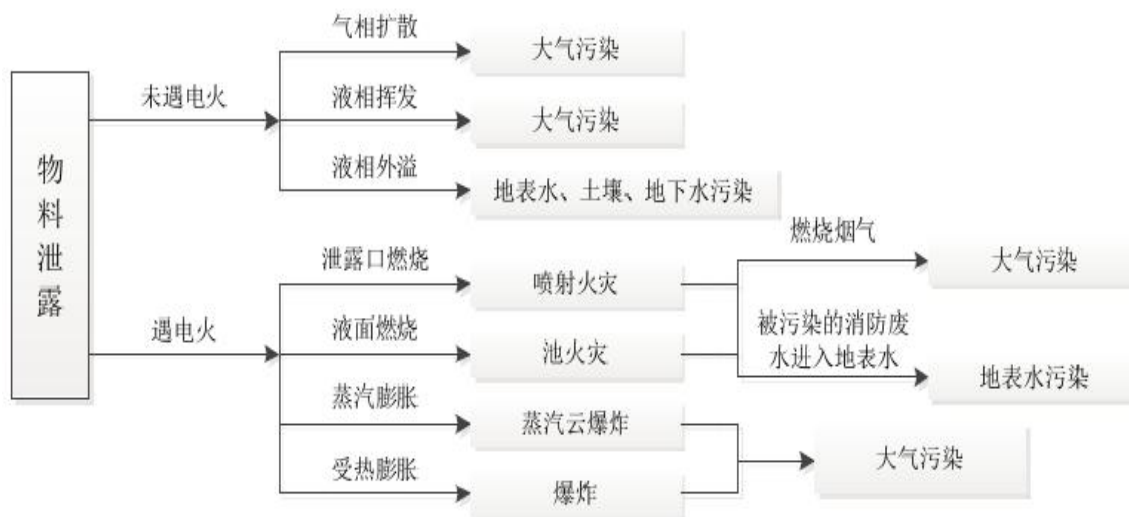 物料泄露
未遇电火
气相扩散
大气污染
液相挥发
大气污染
液相外溢
地表水、土壤、地下水污染
遇电火
泄露口燃烧
喷射火灾
液面燃烧
池火灾
燃烧烟气
大气污染
被污染的消防废
水进入地表水
地表水污染
蒸汽膨胀
蒸汽云爆炸
受热膨胀
爆炸
大气污染